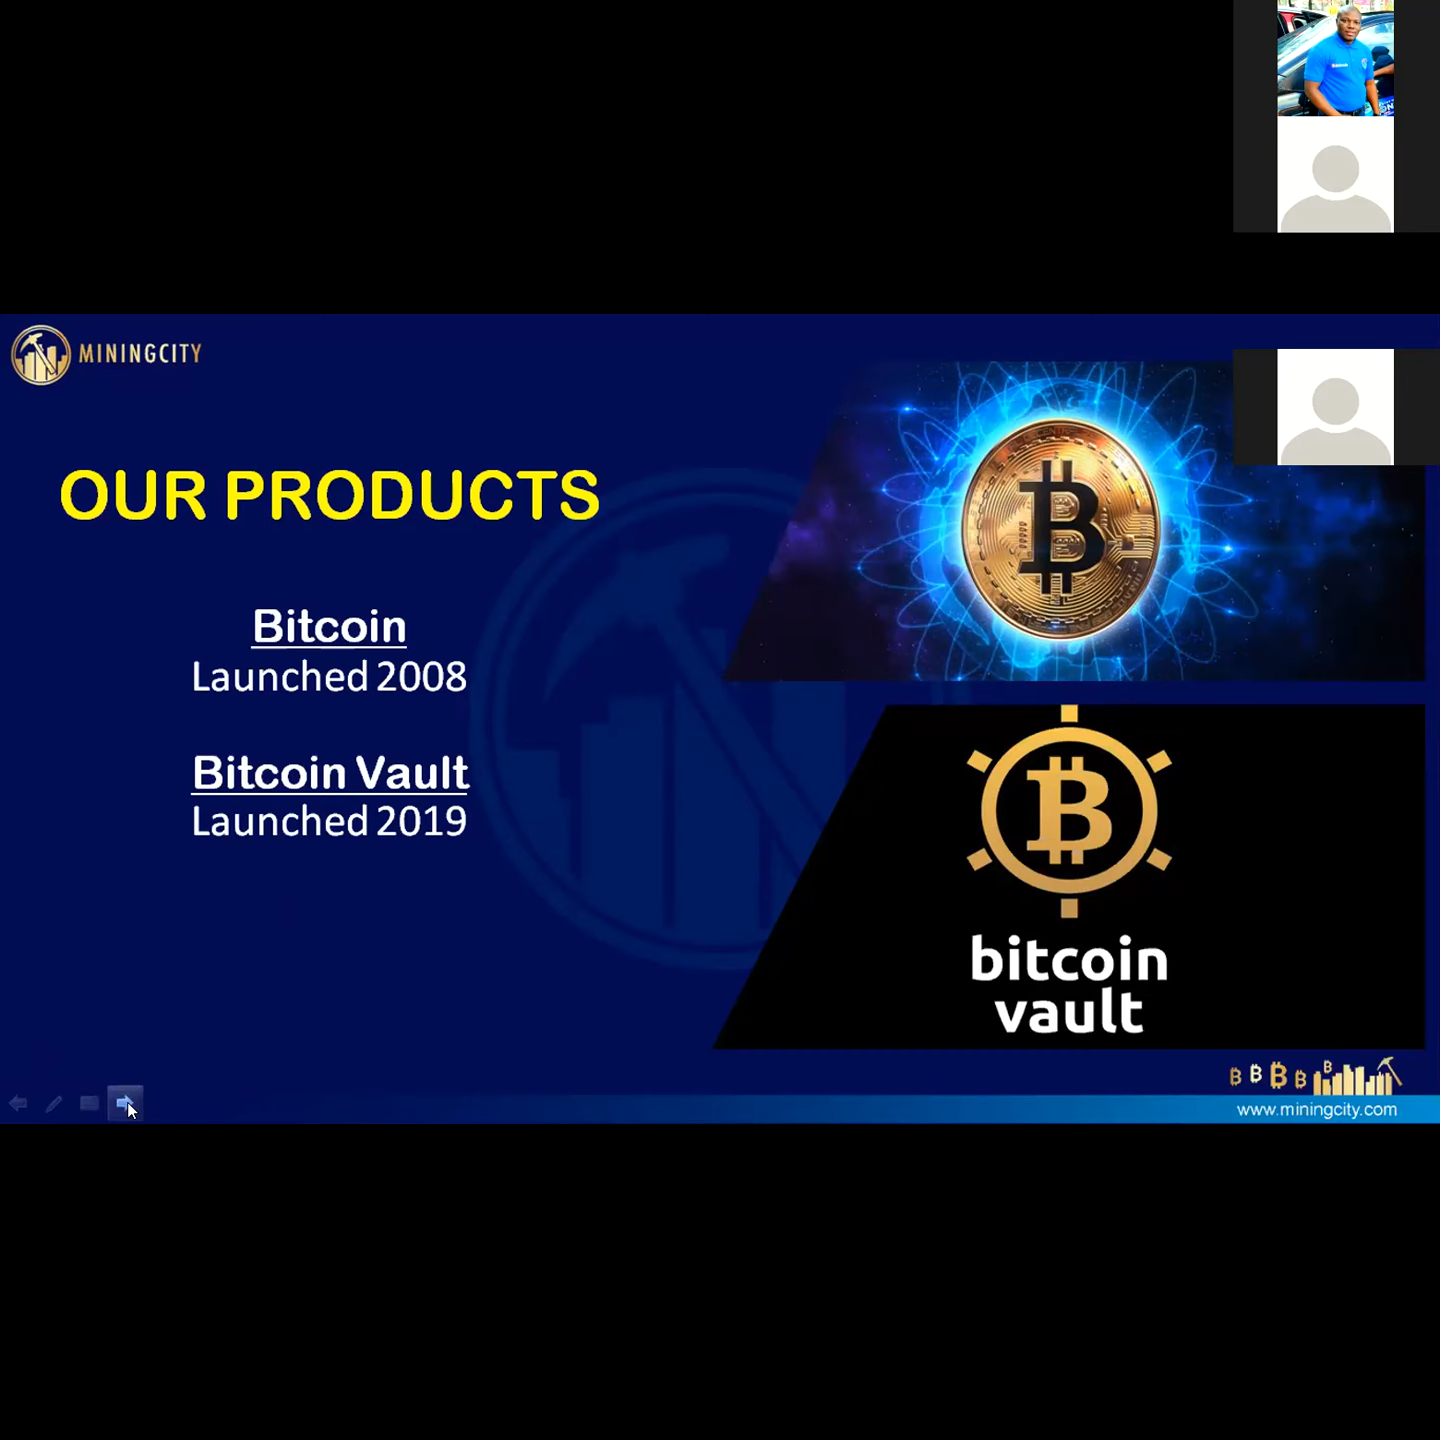 MININGCITY
OUR PRODUCTS
Bitcoin
Launched 2008
Bitcoin Vault
Launched 2019
bitcoin
vault
www.miningcity.com